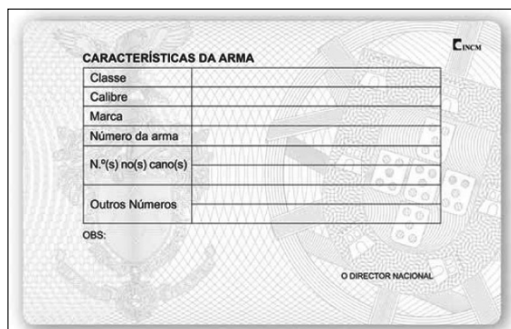 INCM
CARACTERÍSTICAS DA ARMA
Classe
Calibre
Marca
Número da arma
N.º(s) no(s) cano(s)
Outros Números
OBS:
O DIRECTOR NACIONAL